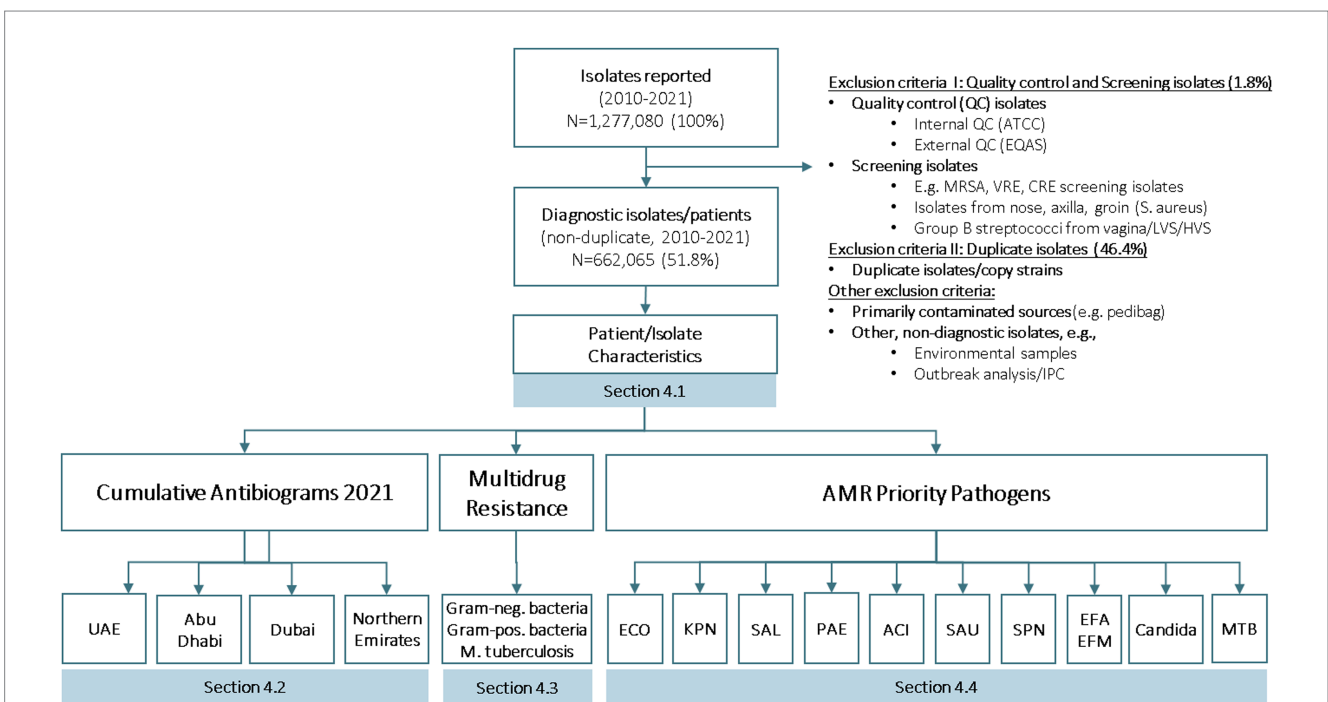 Isolates reported
(2010-2021)
N=1,277,080 (100%)
Exclusion criteria I: Quality control and Screening isolates (1.8%)
• Quality control (QC) isolates
• Internal QC (ATCC)
• External QC (EQAS)
• Screening isolates
• E.g. MRSA, VRE, CRE screening isolates
• Isolates from nose, axilla, groin (S. aureus)
• Group B streptococci from vagina/LVS/HVS
Exclusion criteria II: Duplicate isolates (46.4%)
• Duplicate isolates/copy strains
Other exclusion criteria:
• Primarily contaminated sources (e.g. pedibag)
• Other, non-diagnostic isolates, e.g.,
• Environmental samples
• Outbreak analysis/IPC
Diagnostic isolates/patients
(non-duplicate, 2010-2021)
N=662,065 (51.8%)
Patient/Isolate
Characteristics
Section 4.1
Cumulative Antibiograms 2021
Multidrug
Resistance
AMR Priority Pathogens
UAE
Abu
Dhabi
Dubai
Northern
Emirates
Gram-neg. bacteria
Gram-pos. bacteria
M. tuberculosis
ECO
KPN
SAL
PAE
ACI
SAU
SPN
EFA
EFM
Candida
MTB
Section 4.2
Section 4.3
Section 4.4